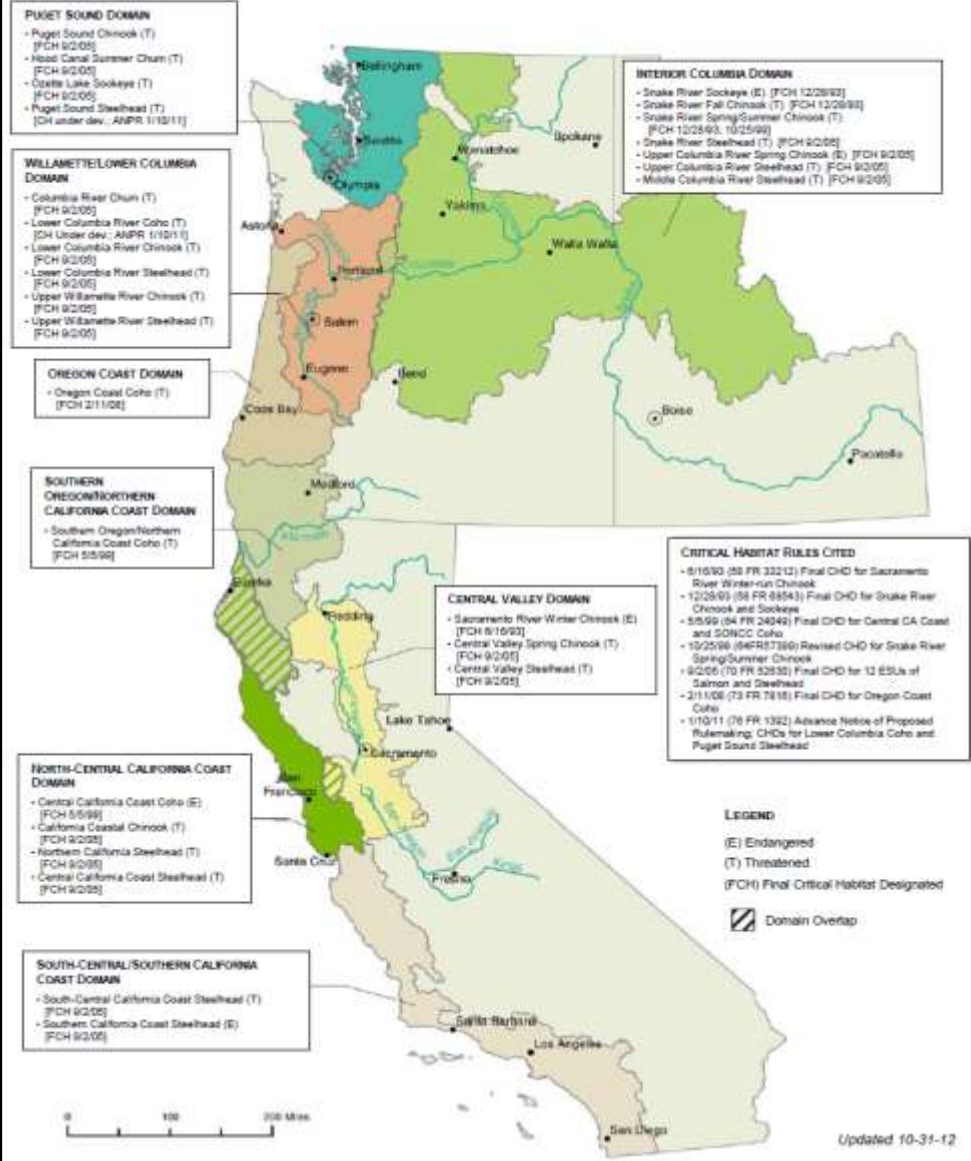 PUGET SOUND DOMAIN
- Puget Sound Chinook (T)
[FCH 9/2/05]
- Hood Canal Summer Chum (T)
[FCH 9/2/05]
- Ozette Lake Sockeye (T)
[FCH 9/2/05]
- Puget Sound Steelhead (T)
[CH under dev.; ANPR 1/10/11]
WILLAMETTE/LOWER COLUMBIA
DOMAIN
- Columbia River Chum (T)
[FCH 9/2/05]
- Lower Columbia River Coho (T)
[CH Under dev.; ANPR 1/10/11]
- Lower Columbia River Chinook (T)
[FCH 9/2/05]
- Lower Columbia River Steelhead (T)
[FCH 9/2/05]
- Upper Willamette River Chinook (T)
[FCH 9/2/05]
- Upper Willamette River Steelhead (T)
[FCH 9/2/05]
OREGON COAST DOMAIN
- Oregon Coast Coho (T)
[FCH 2/11/08]
SOUTHERN
OREGON/NORTHERN
CALIFORNIA COAST DOMAIN
- Southern Oregon/Northern
California Coast Coho (T)
[FCH 5/5/99]
NORTH-CENTRAL CALIFORNIA COAST
DOMAIN
- Central California Coast Coho (E)
[FCH 5/5/99]
- California Coastal Chinook (T)
[FCH 9/2/05]
- Northern California Steelhead (T)
[FCH 9/2/05]
- Central California Coast Steelhead (T)
[FCH 9/2/05]
SOUTH-CENTRAL/SOUTHERN CALIFORNIA
COAST DOMAIN
- South-Central California Coast Steelhead (T)
[FCH 9/2/05]
- Southern California Coast Steelhead (E)
[FCH 9/2/05]
INTERIOR COLUMBIA DOMAIN
- Snake River Sockeye (E) [FCH 12/28/93]
- Snake River Fall Chinook (T) [FCH 12/28/93]
- Snake River Spring/Summer Chinook (T)
[FCH 12/28/93; 10/25/99]
- Snake River Steelhead (T) [FCH 9/2/05]
- Upper Columbia River Spring Chinook (E) [FCH 9/2/05]
- Upper Columbia River Steelhead (T) [FCH 9/2/05]
- Middle Columbia River Steelhead (T) [FCH 9/2/05]
CENTRAL VALLEY DOMAIN
- Sacramento River Winter Chinook (E)
[FCH 6/16/93]
- Central Valley Spring Chinook (T)
[FCH 9/2/05]
- Central Valley Steelhead (T)
[FCH 9/2/05]
CRITICAL HABITAT RULES CITED
- 6/16/93 (58 FR 33212) Final CHD for Sacramento
River Winter-run Chinook
- 12/28/93 (58 FR 68543) Final CHD for Snake River
Chinook and Sockeye
- 5/5/99 (64 FR 24049) Final CHD for Central CA Coast
and SONCC Coho
- 10/25/99 (64FR57399) Revised CHD for Snake River
Spring/Summer Chinook
- 9/2/05 (70 FR 52630) Final CHD for 12 ESUs of
Salmon and Steelhead
- 2/11/08 (73 FR 7816) Final CHD for Oregon Coast
Coho
- 1/10/11 (76 FR 1392) Advance Notice of Proposed
Rulemaking; CHDs for Lower Columbia Coho and
Puget Sound Steelhead
LEGEND
(E) Endangered
(T) Threatened
(FCH) Final Critical Habitat Designated
Domain Overlap
Bellingham
Seattle
Olympia
Spokane
Wenatchee
Yakima
Walla Walla
Astoria
Portland
Salem
Eugene
Bend
Boise
Pocatello
Coos Bay
Medford
Klamath
Eureka
Redding
Lake Tahoe
Sacramento
San
Francisco
Santa Cruz
Fresno
Santa Barbara
Los Angeles
San Diego
0 100 200 Miles
Updated 10-31-12